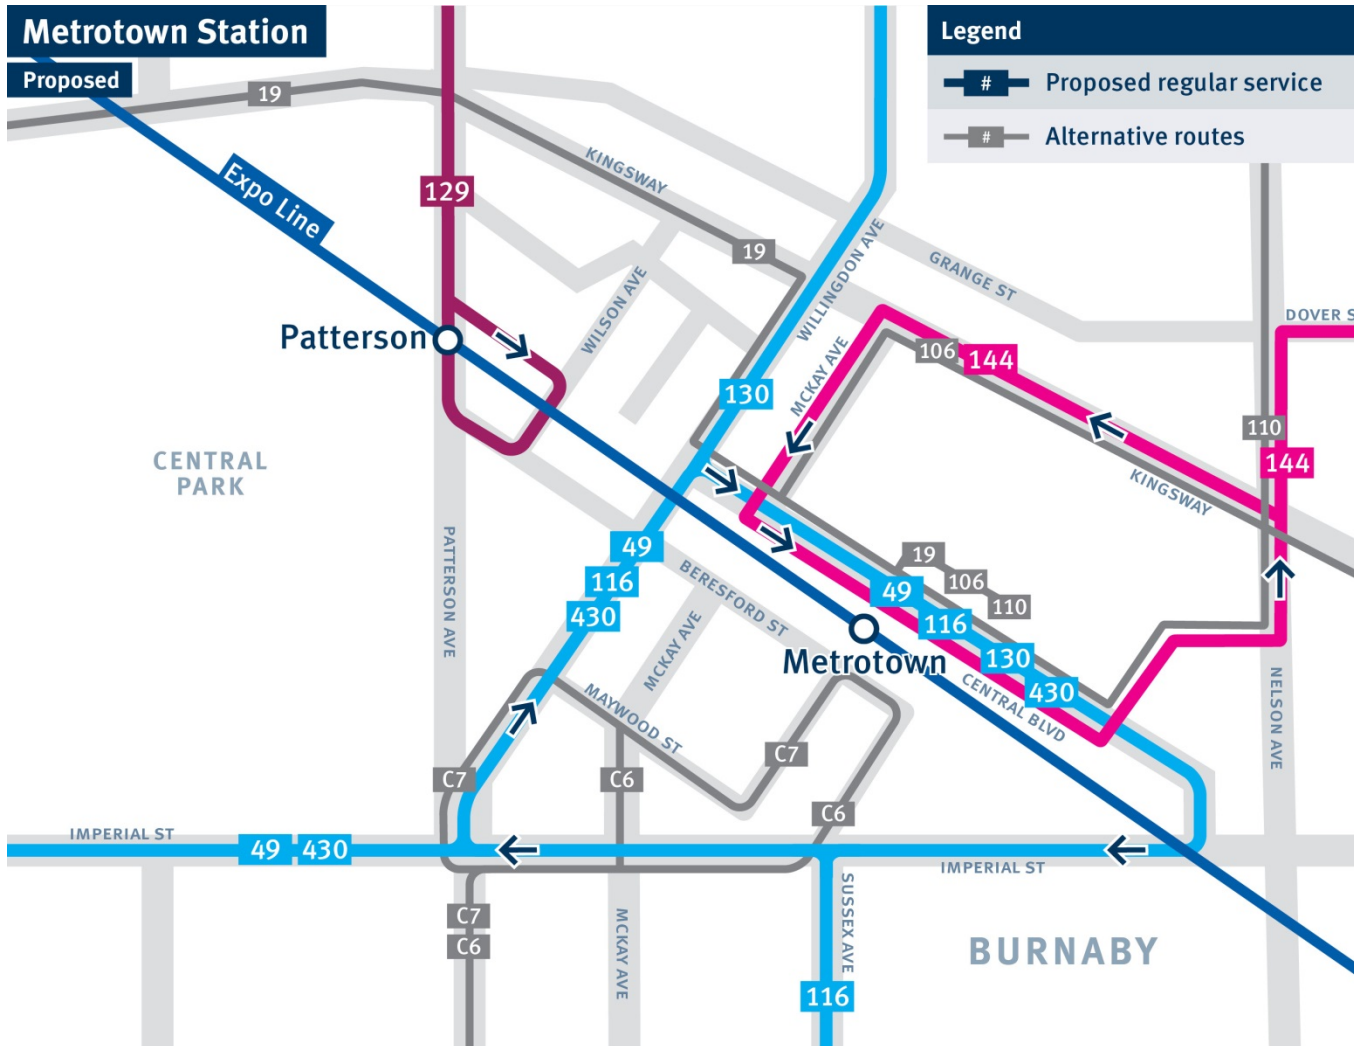 Metrotown Station
Proposed
Legend
# Proposed regular service
# Alternative routes
19
KINGSWAY
Expo Line
129
19
WILLINGDON AVE
GRANGE ST
WILSON AVE
DOVER S
Patterson
MCKAY AVE
106
144
130
110
144
CENTRAL
PARK
KINGSWAY
PATTERSON AVE
49
116
430
BERESFORD ST
19
106
110
49
116
130
430
MCKAY AVE
Metrotown
CENTRAL BLVD
NELSON AVE
MAYWOOD ST
C7
C7
C6
C6
IMPERIAL ST
49
430
IMPERIAL ST
C7
C6
MCKAY AVE
SUSSEX AVE
BURNABY
116